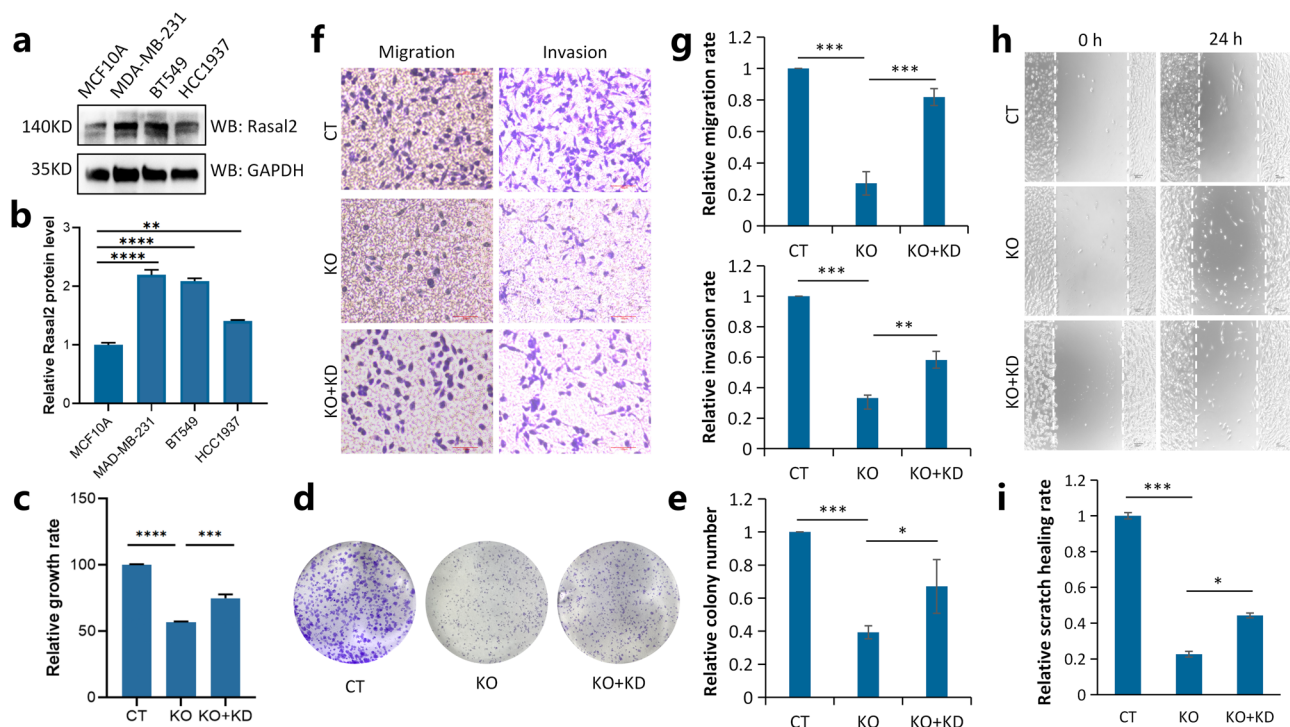 a
MCF10A
MDA-MB-231
BT549
HCC1937
140KD
WB: Rasal2
35KD
WB: GAPDH
b
Relative Rasal2 protein level
3
2
1
0
**
****
****
MCF10A
MAD-MB-231
BT549
HCC1937
c
Relative growth rate
150
100
50
0
****
***
CT
KO
KO+KD
d
CT
KO
KO+KD
f
Migration
Invasion
CT
KO
KO+KD
g
Relative migration rate
1.2
1
0.8
0.6
0.4
0.2
0
***
***
CT
KO
KO+KD
Relative invasion rate
1.2
1
0.8
0.6
0.4
0.2
0
***
**
CT
KO
KO+KD
e
Relative colony number
1.2
1
0.8
0.6
0.4
0.2
0
***
*
CT
KO
KO+KD
h
0 h
24 h
CT
KO
KO+KD
i
Relative scratch healing rate
1.2
1
0.8
0.6
0.4
0.2
0
***
*
CT
KO
KO+KD